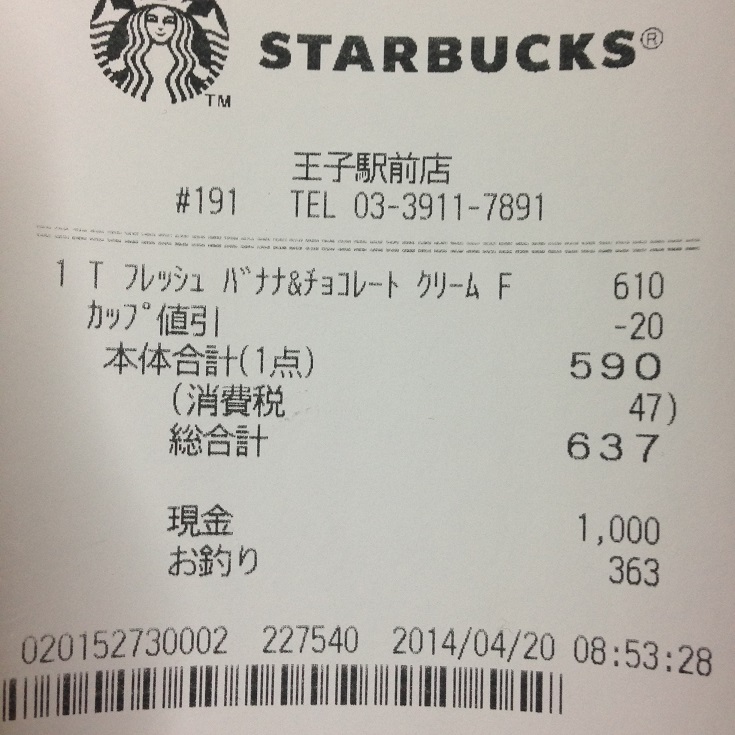 TM
STARBUCKS®
王子駅前店
#191 TEL 03-3911-7891
1 T フレッシュ バナナ&チョコレート クリーム F 610
カップ値引 -20
本体合計(1点) 590
(消費税 47)
総合計 637
現金 1,000
お釣り 363
020152730002 227540 2014/04/20 08:53:28